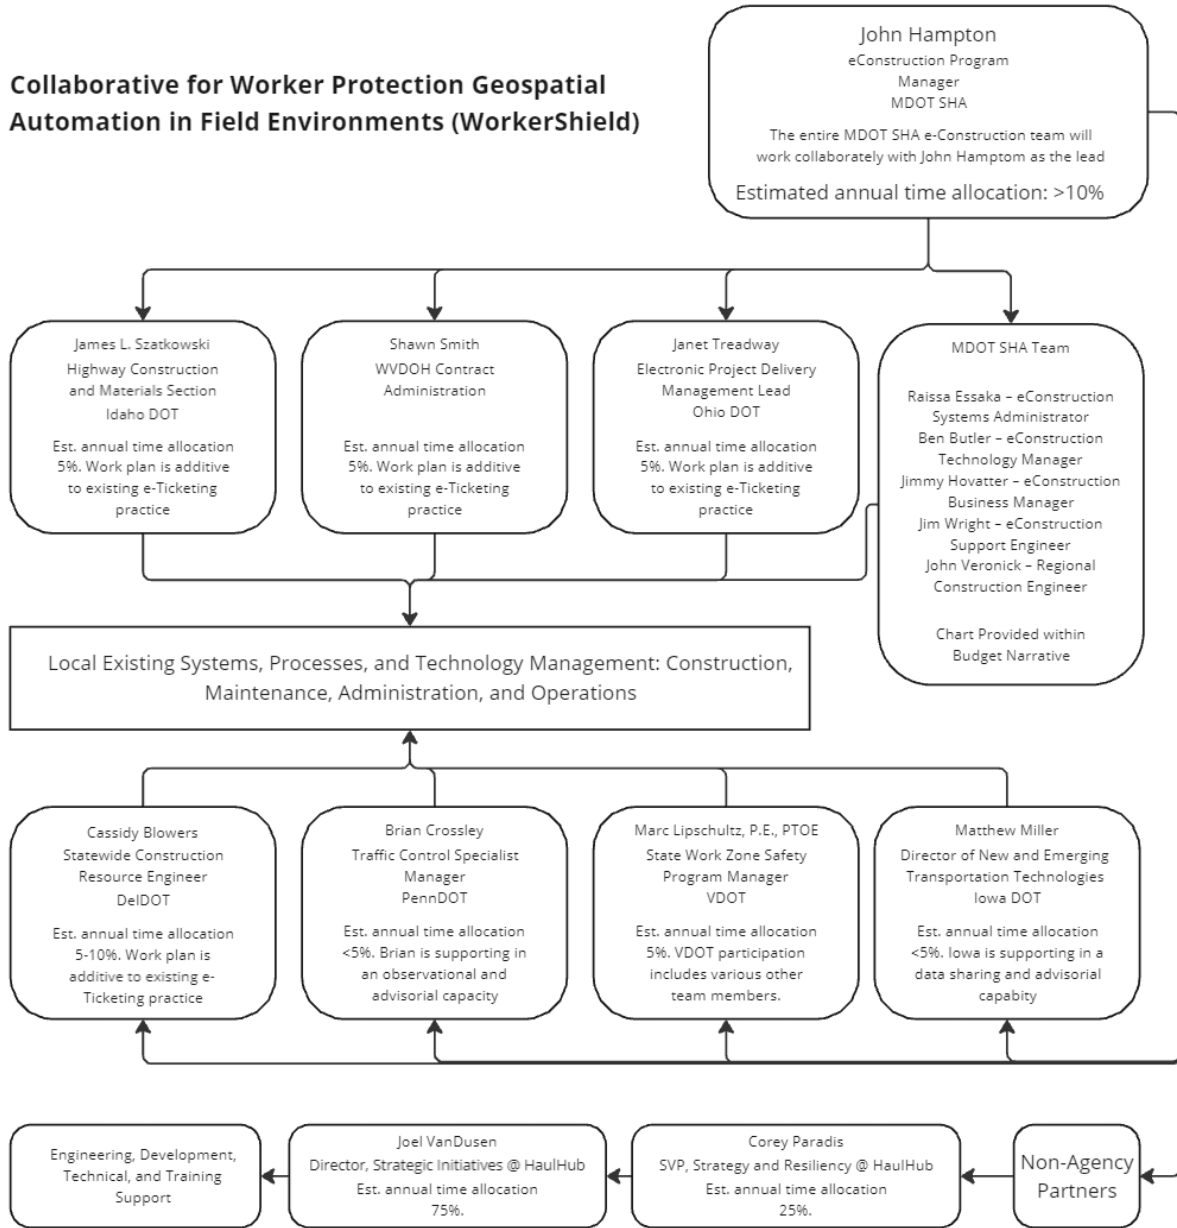 Collaborative for Worker Protection Geospatial
Automation in Field Environments (WorkerShield)
John Hampton
eConstruction Program
Manager
MDOT SHA
The entire MDOT SHA e-Construction team will
work collaborately with John Hamptom as the lead
Estimated annual time allocation: >10%
James L. Szatkowski
Highway Construction
and Materials Section
Idaho DOT
Est. annual time allocation
5%. Work plan is additive
to existing e-Ticketing
practice
Shawn Smith
WVDOH Contract
Administration
Est. annual time allocation
5%. Work plan is additive
to existing e-Ticketing
practice
Janet Treadway
Electronic Project Delivery
Management Lead
Ohio DOT
Est. annual time allocation
5%. Work plan is additive
to existing e-Ticketing
practice
MDOT SHA Team
Raissa Essaka – eConstruction
Systems Administrator
Ben Butler – eConstruction
Technology Manager
Jimmy Hovatter – eConstruction
Business Manager
Jim Wright – eConstruction
Support Engineer
John Veronick – Regional
Construction Engineer
Chart Provided within
Budget Narrative
Local Existing Systems, Processes, and Technology Management: Construction,
Maintenance, Administration, and Operations
Cassidy Blowers
Statewide Construction
Resource Engineer
DelDOT
Est. annual time allocation
5-10%. Work plan is
additive to existing e-
Ticketing practice
Brian Crossley
Traffic Control Specialist
Manager
PennDOT
Est. annual time allocation
<5%. Brian is supporting in
an observational and
advisorial capacity
Marc Lipschultz, P.E., PTOE
State Work Zone Safety
Program Manager
VDOT
Est. annual time allocation
5%. VDOT participation
includes various other
team members.
Matthew Miller
Director of New and Emerging
Transportation Technologies
Iowa DOT
Est. annual time allocation
<5%. Iowa is supporting in a
data sharing and advisorial
capabity
Engineering, Development,
Technical, and Training
Support
Joel VanDusen
Director, Strategic Initiatives @ HaulHub
Est. annual time allocation
75%.
Corey Paradis
SVP, Strategy and Resiliency @ HaulHub
Est. annual time allocation
25%.
Non-Agency
Partners